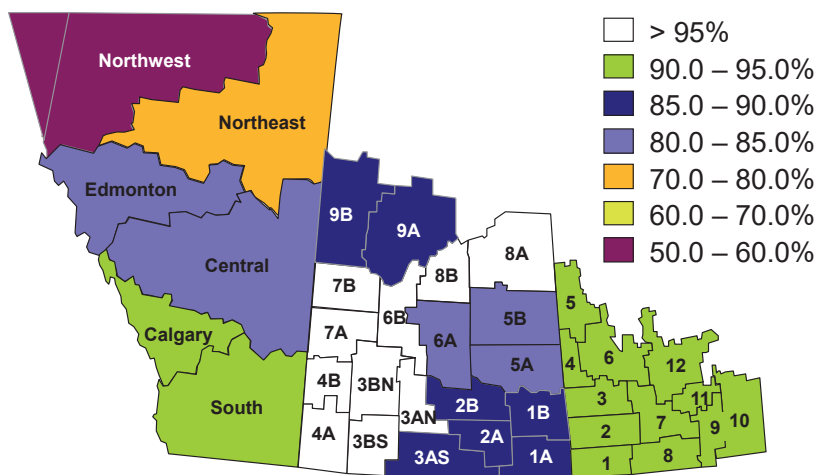 > 95%
90.0 – 95.0%
85.0 – 90.0%
80.0 – 85.0%
70.0 – 80.0%
60.0 – 70.0%
50.0 – 60.0%
Northwest
Northeast
Edmonton
Central
Calgary
South
9B
9A
8B
8A
7B
6B
7A
6A
5B
5A
4B
3BN
3AN
2B
1B
4A
3BS
3AS
2A
1A
5
4
6
12
3
11
2
7
9
10
1
8